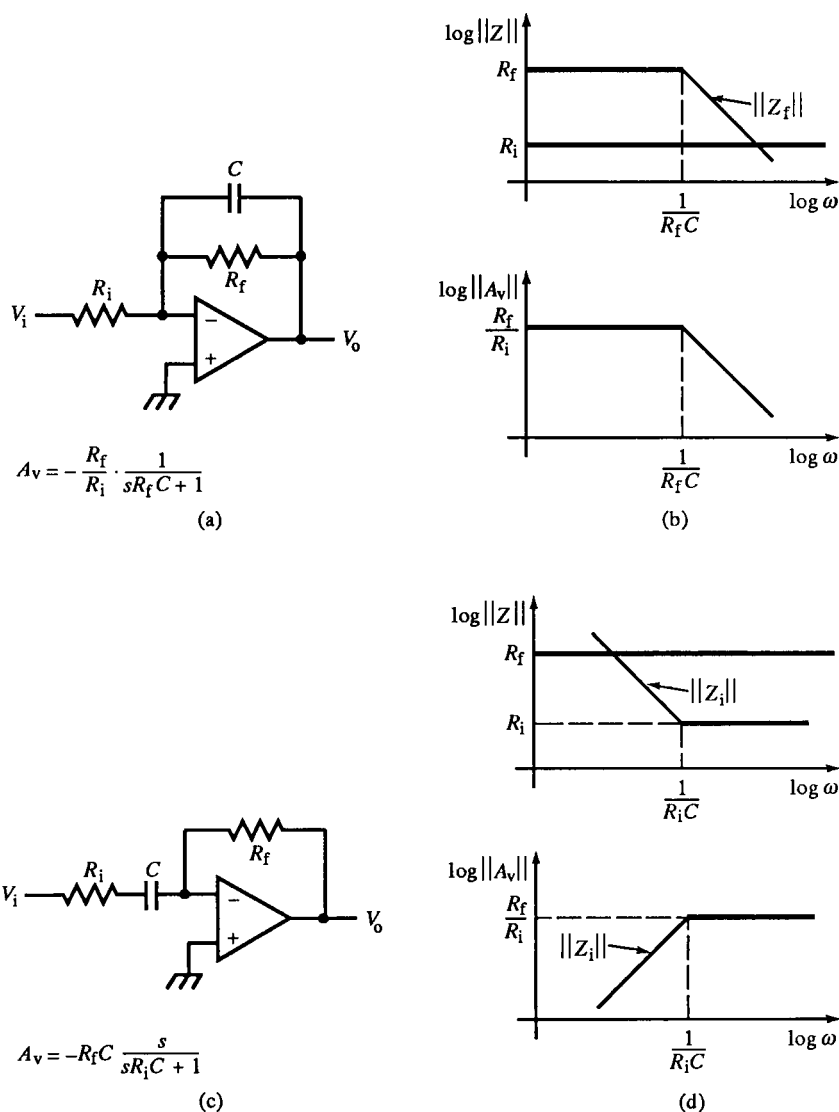 C
R_f
R_i
V_i
−
+
V_o
A_v = − R_f/R_i · 1/(sR_fC + 1)
(a)
log||Z||
R_f
||Z_f||
R_i
1/(R_fC)
log ω
log||A_v||
R_f/R_i
1/(R_fC)
log ω
(b)
R_f
V_i
R_i
C
−
+
V_o
A_v = −R_fC s/(sR_iC + 1)
(c)
log||Z||
R_f
||Z_i||
R_i
1/(R_iC)
log ω
log||A_v||
R_f/R_i
||Z_i||
1/(R_iC)
log ω
(d)